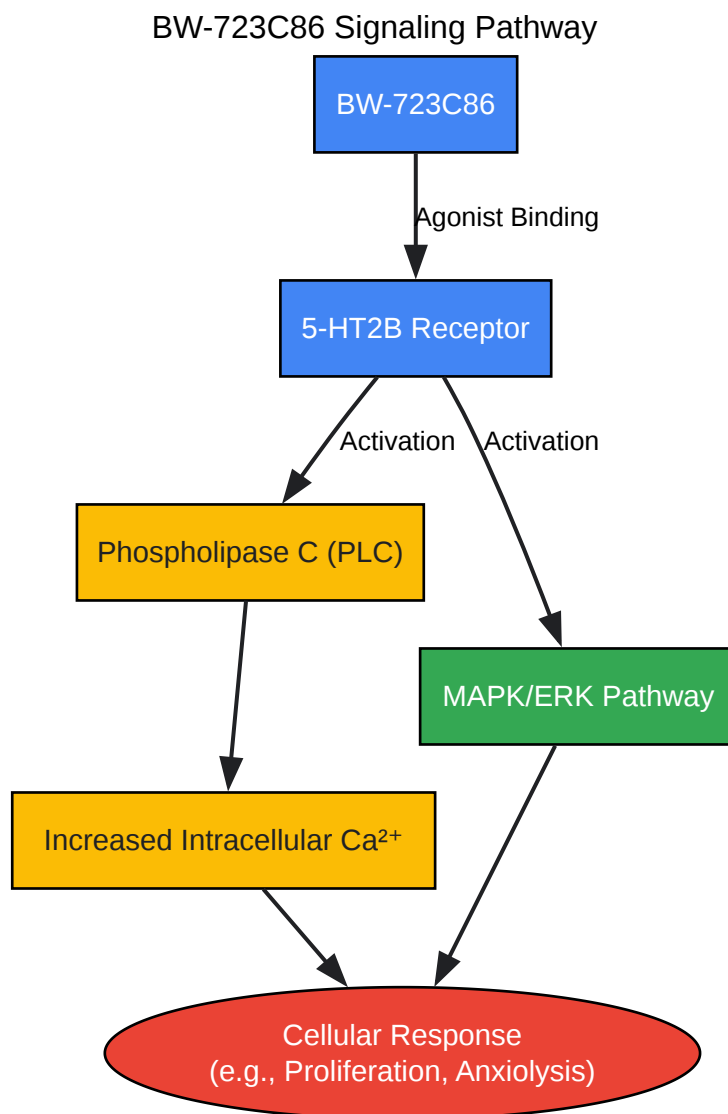 BW-723C86 Signaling Pathway
BW-723C86
Agonist Binding
5-HT2B Receptor
Activation
Activation
Phospholipase C (PLC)
MAPK/ERK Pathway
Increased Intracellular Ca²⁺
Cellular Response
(e.g., Proliferation, Anxiolysis)